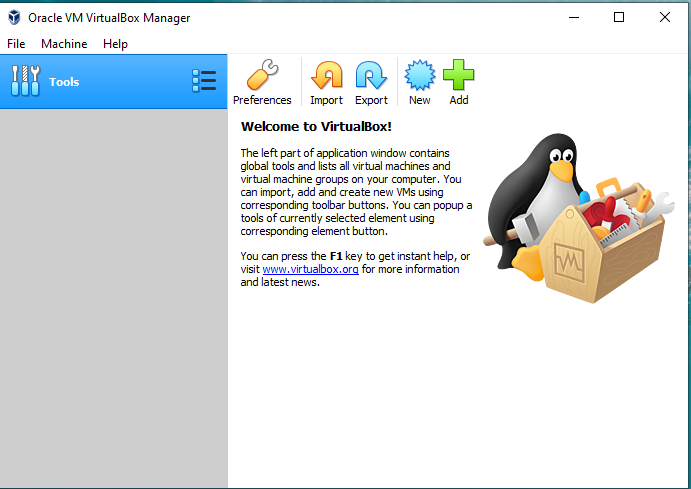 Oracle VM VirtualBox Manager
File Machine Help
Tools
Preferences Import Export New Add
Welcome to VirtualBox!
The left part of application window contains
global tools and lists all virtual machines and
virtual machine groups on your computer. You
can import, add and create new VMs using
corresponding toolbar buttons. You can popup a
tools of currently selected element using
corresponding element button.
You can press the F1 key to get instant help, or
visit www.virtualbox.org for more information
and latest news.